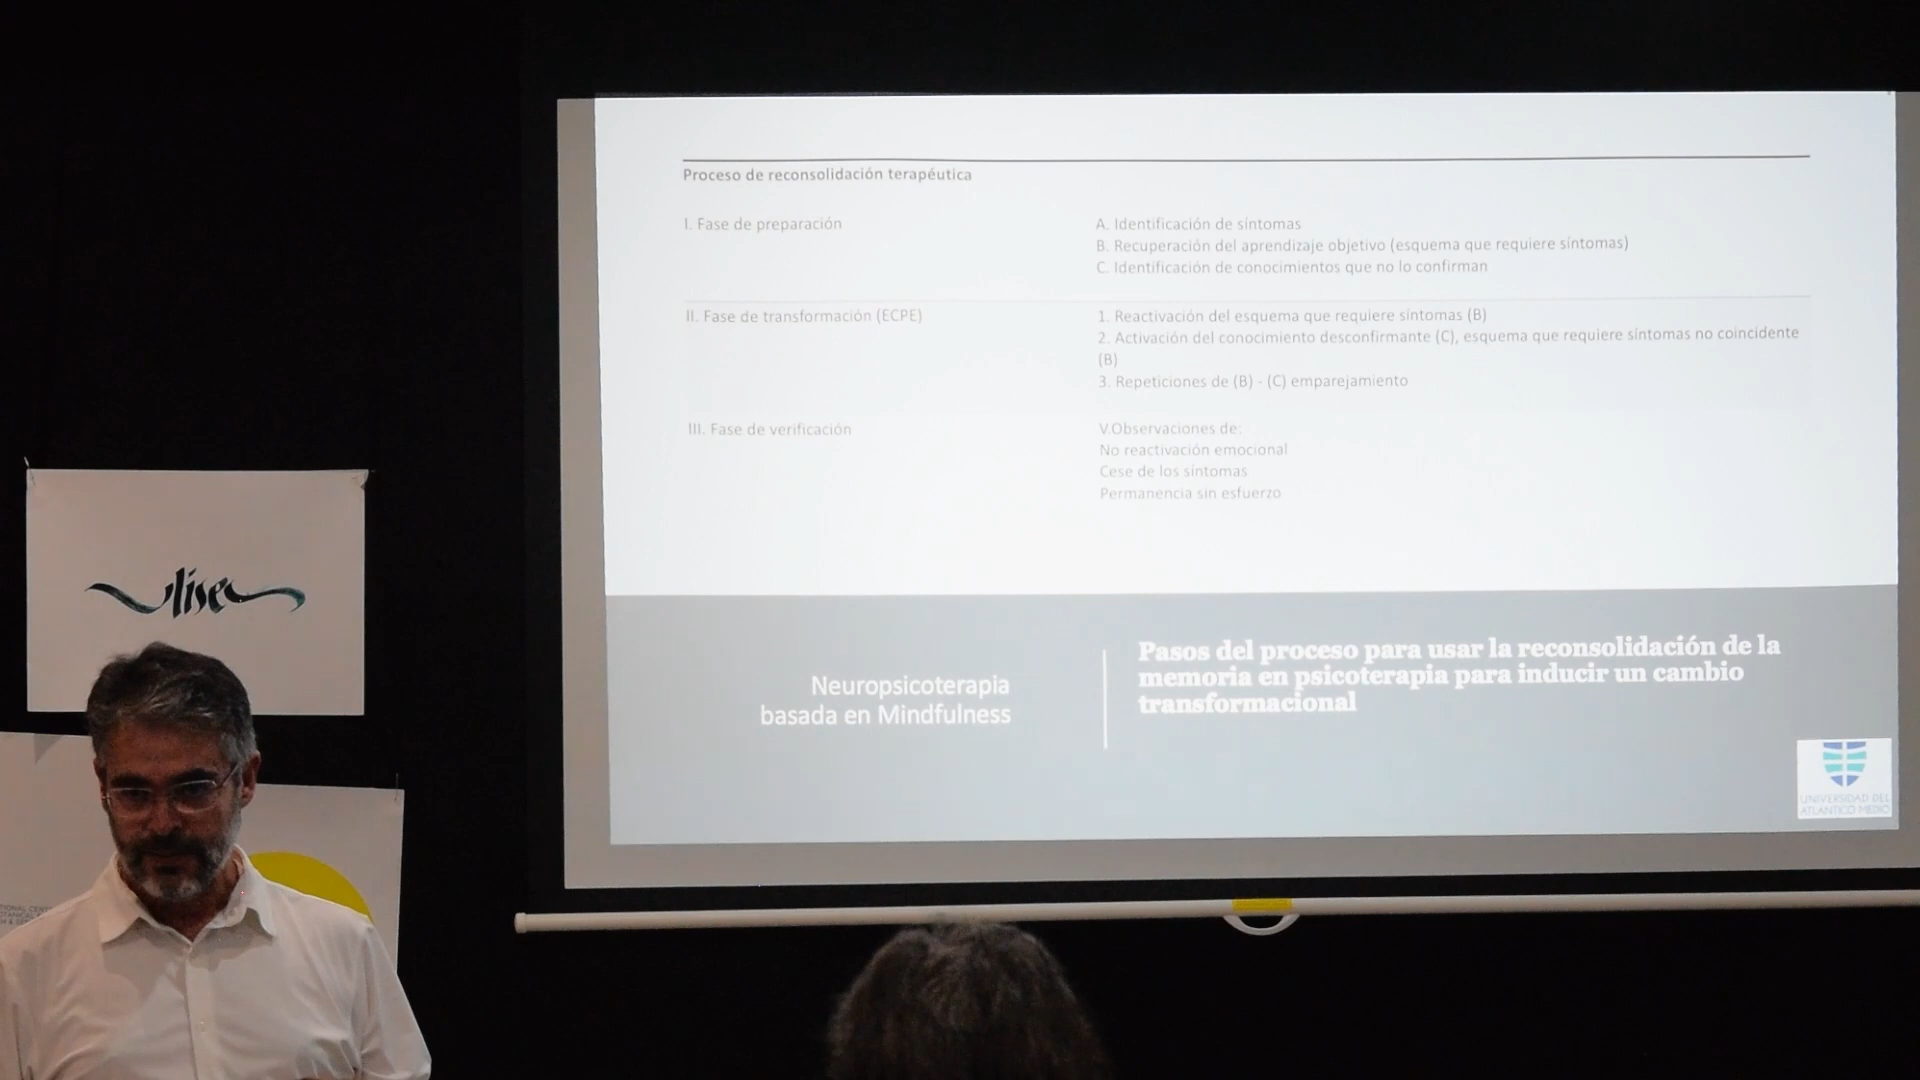 Proceso de reconsolidación terapéutica
I. Fase de preparación
A. Identificación de síntomas
B. Recuperación del aprendizaje objetivo (esquema que requiere síntomas)
C. Identificación de conocimientos que no lo confirman
II. Fase de transformación (ECPE)
1. Reactivación del esquema que requiere síntomas (B)
2. Activación del conocimiento desconfirmante (C), esquema que requiere síntomas no coincidente
(B)
3. Repeticiones de (B) - (C) emparejamiento
III. Fase de verificación
V.Observaciones de:
No reactivación emocional
Cese de los síntomas
Permanencia sin esfuerzo
Neuropsicoterapia
basada en Mindfulness
Pasos del proceso para usar la reconsolidación de la
memoria en psicoterapia para inducir un cambio
transformacional
UNIVERSIDAD DEL
ATLÁNTICO MEDIO
Ulises